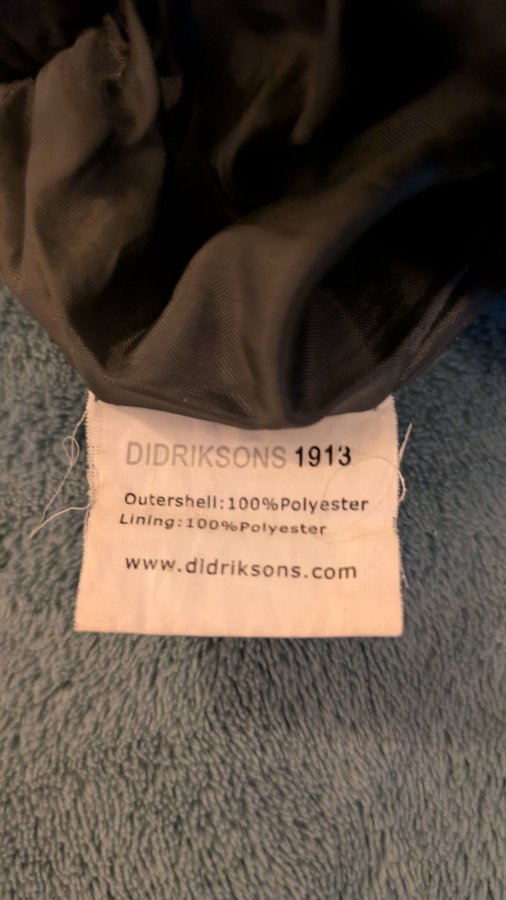 DIDRIKSONS 1913
Outershell:100%Polyester
Lining:100%Polyester
www.didriksons.com